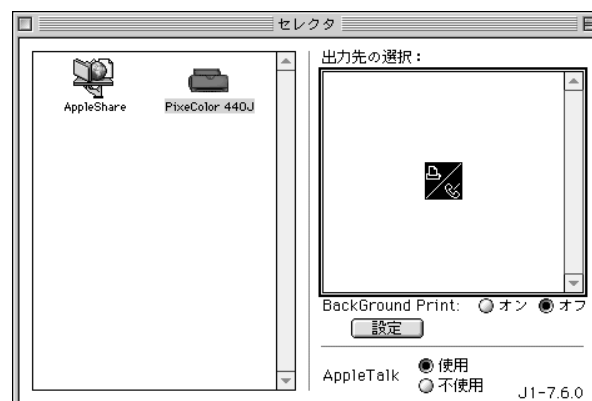 セレクタ
AppleShare
PixeColor 440J
出力先の選択：
BackGround Print: オン オフ
設定
AppleTalk
使用
不使用
J1-7.6.0